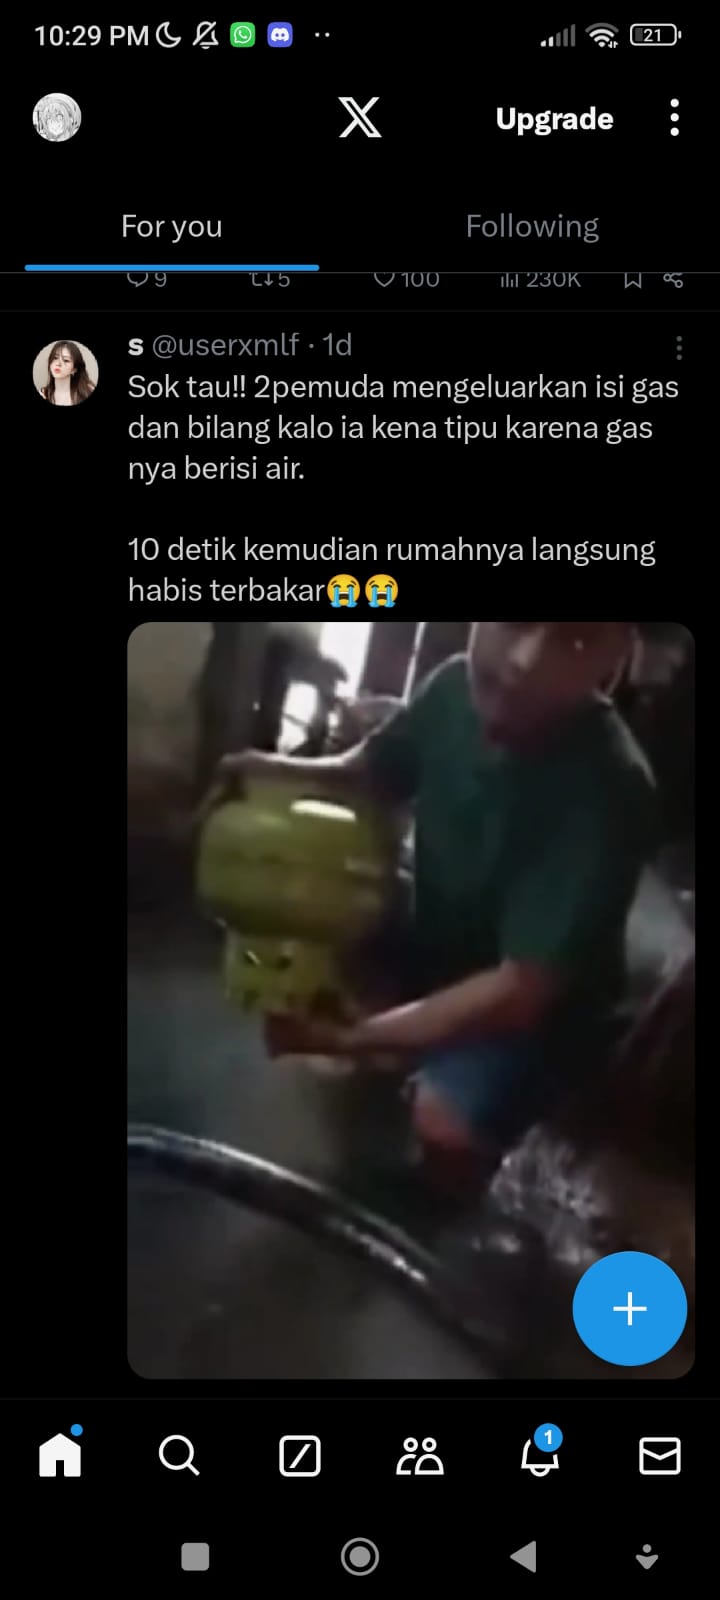 10:29 PM
21
Upgrade
For you
Following
9 5 100 230K
s @userxmlf · 1d
Sok tau!! 2pemuda mengeluarkan isi gas
dan bilang kalo ia kena tipu karena gas
nya berisi air.
10 detik kemudian rumahnya langsung
habis terbakar😭😭
1